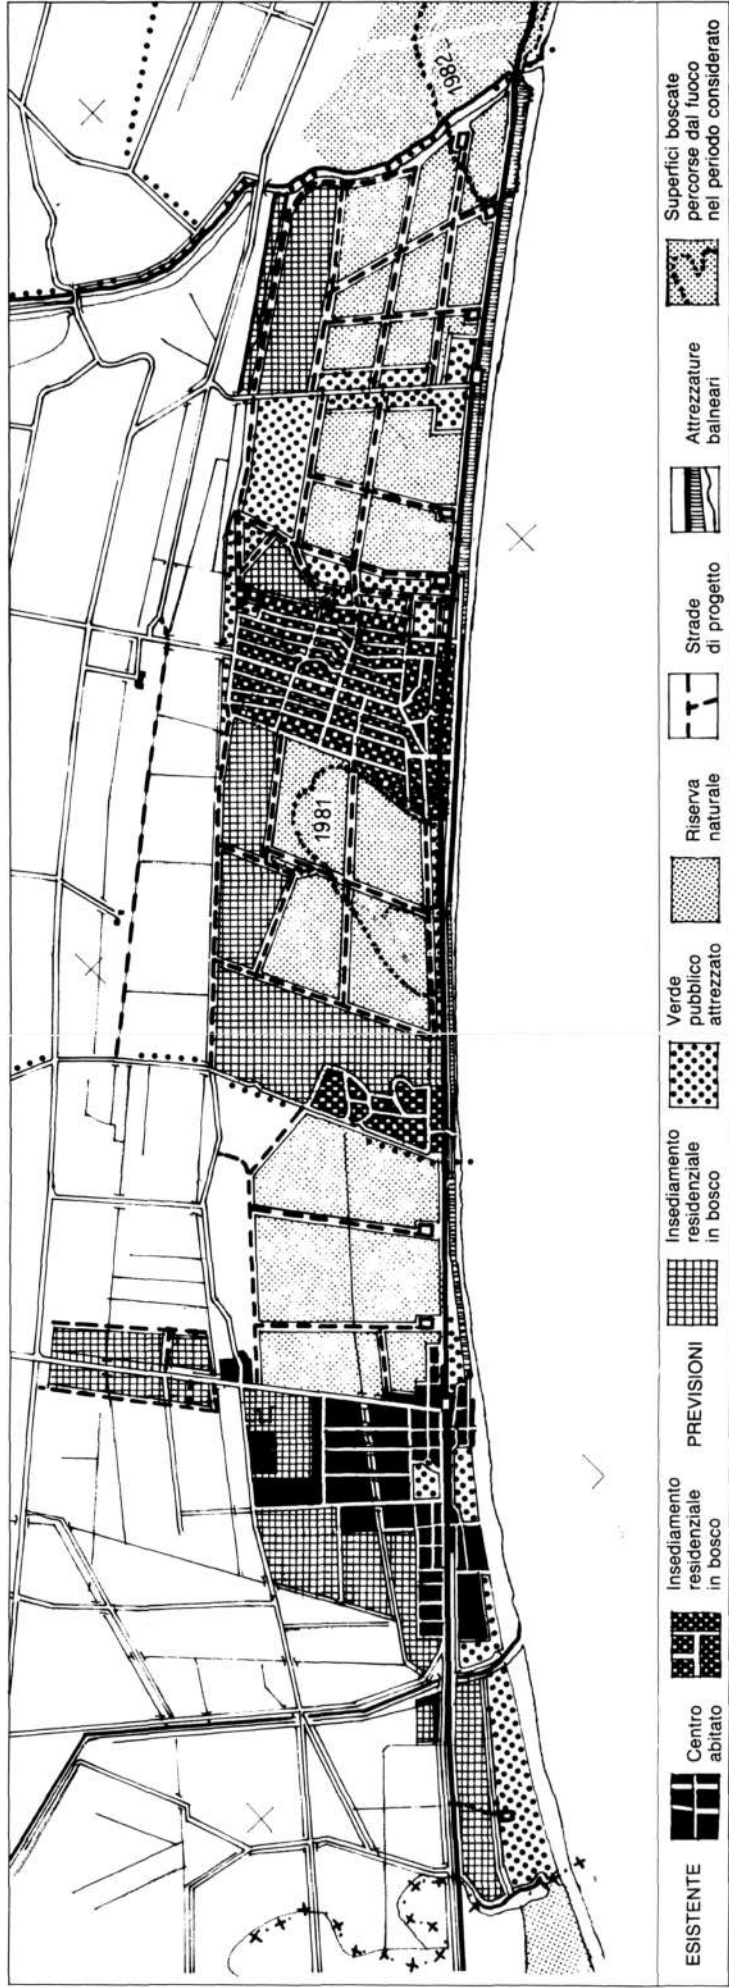 1982
1981
ESISTENTE
Centro
abitato
Insediamento
residenziale
in bosco
PREVISIONI
Insediamento
residenziale
in bosco
Verde
pubblico
attrezzato
Riserva
naturale
Strade
di progetto
Attrezzature
balneari
Superfici boscate
percorse dal fuoco
nel periodo considerato